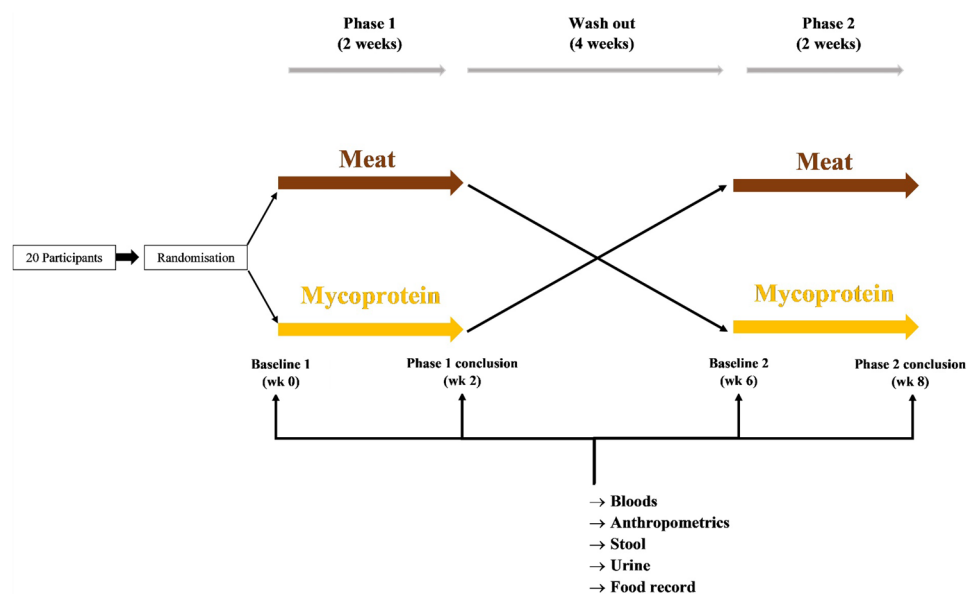 Phase 1
(2 weeks)
Wash out
(4 weeks)
Phase 2
(2 weeks)
Meat
Meat
20 Participants
Randomisation
Mycoprotein
Mycoprotein
Baseline 1
(wk 0)
Phase 1 conclusion
(wk 2)
Baseline 2
(wk 6)
Phase 2 conclusion
(wk 8)
→ Bloods
→ Anthropometrics
→ Stool
→ Urine
→ Food record